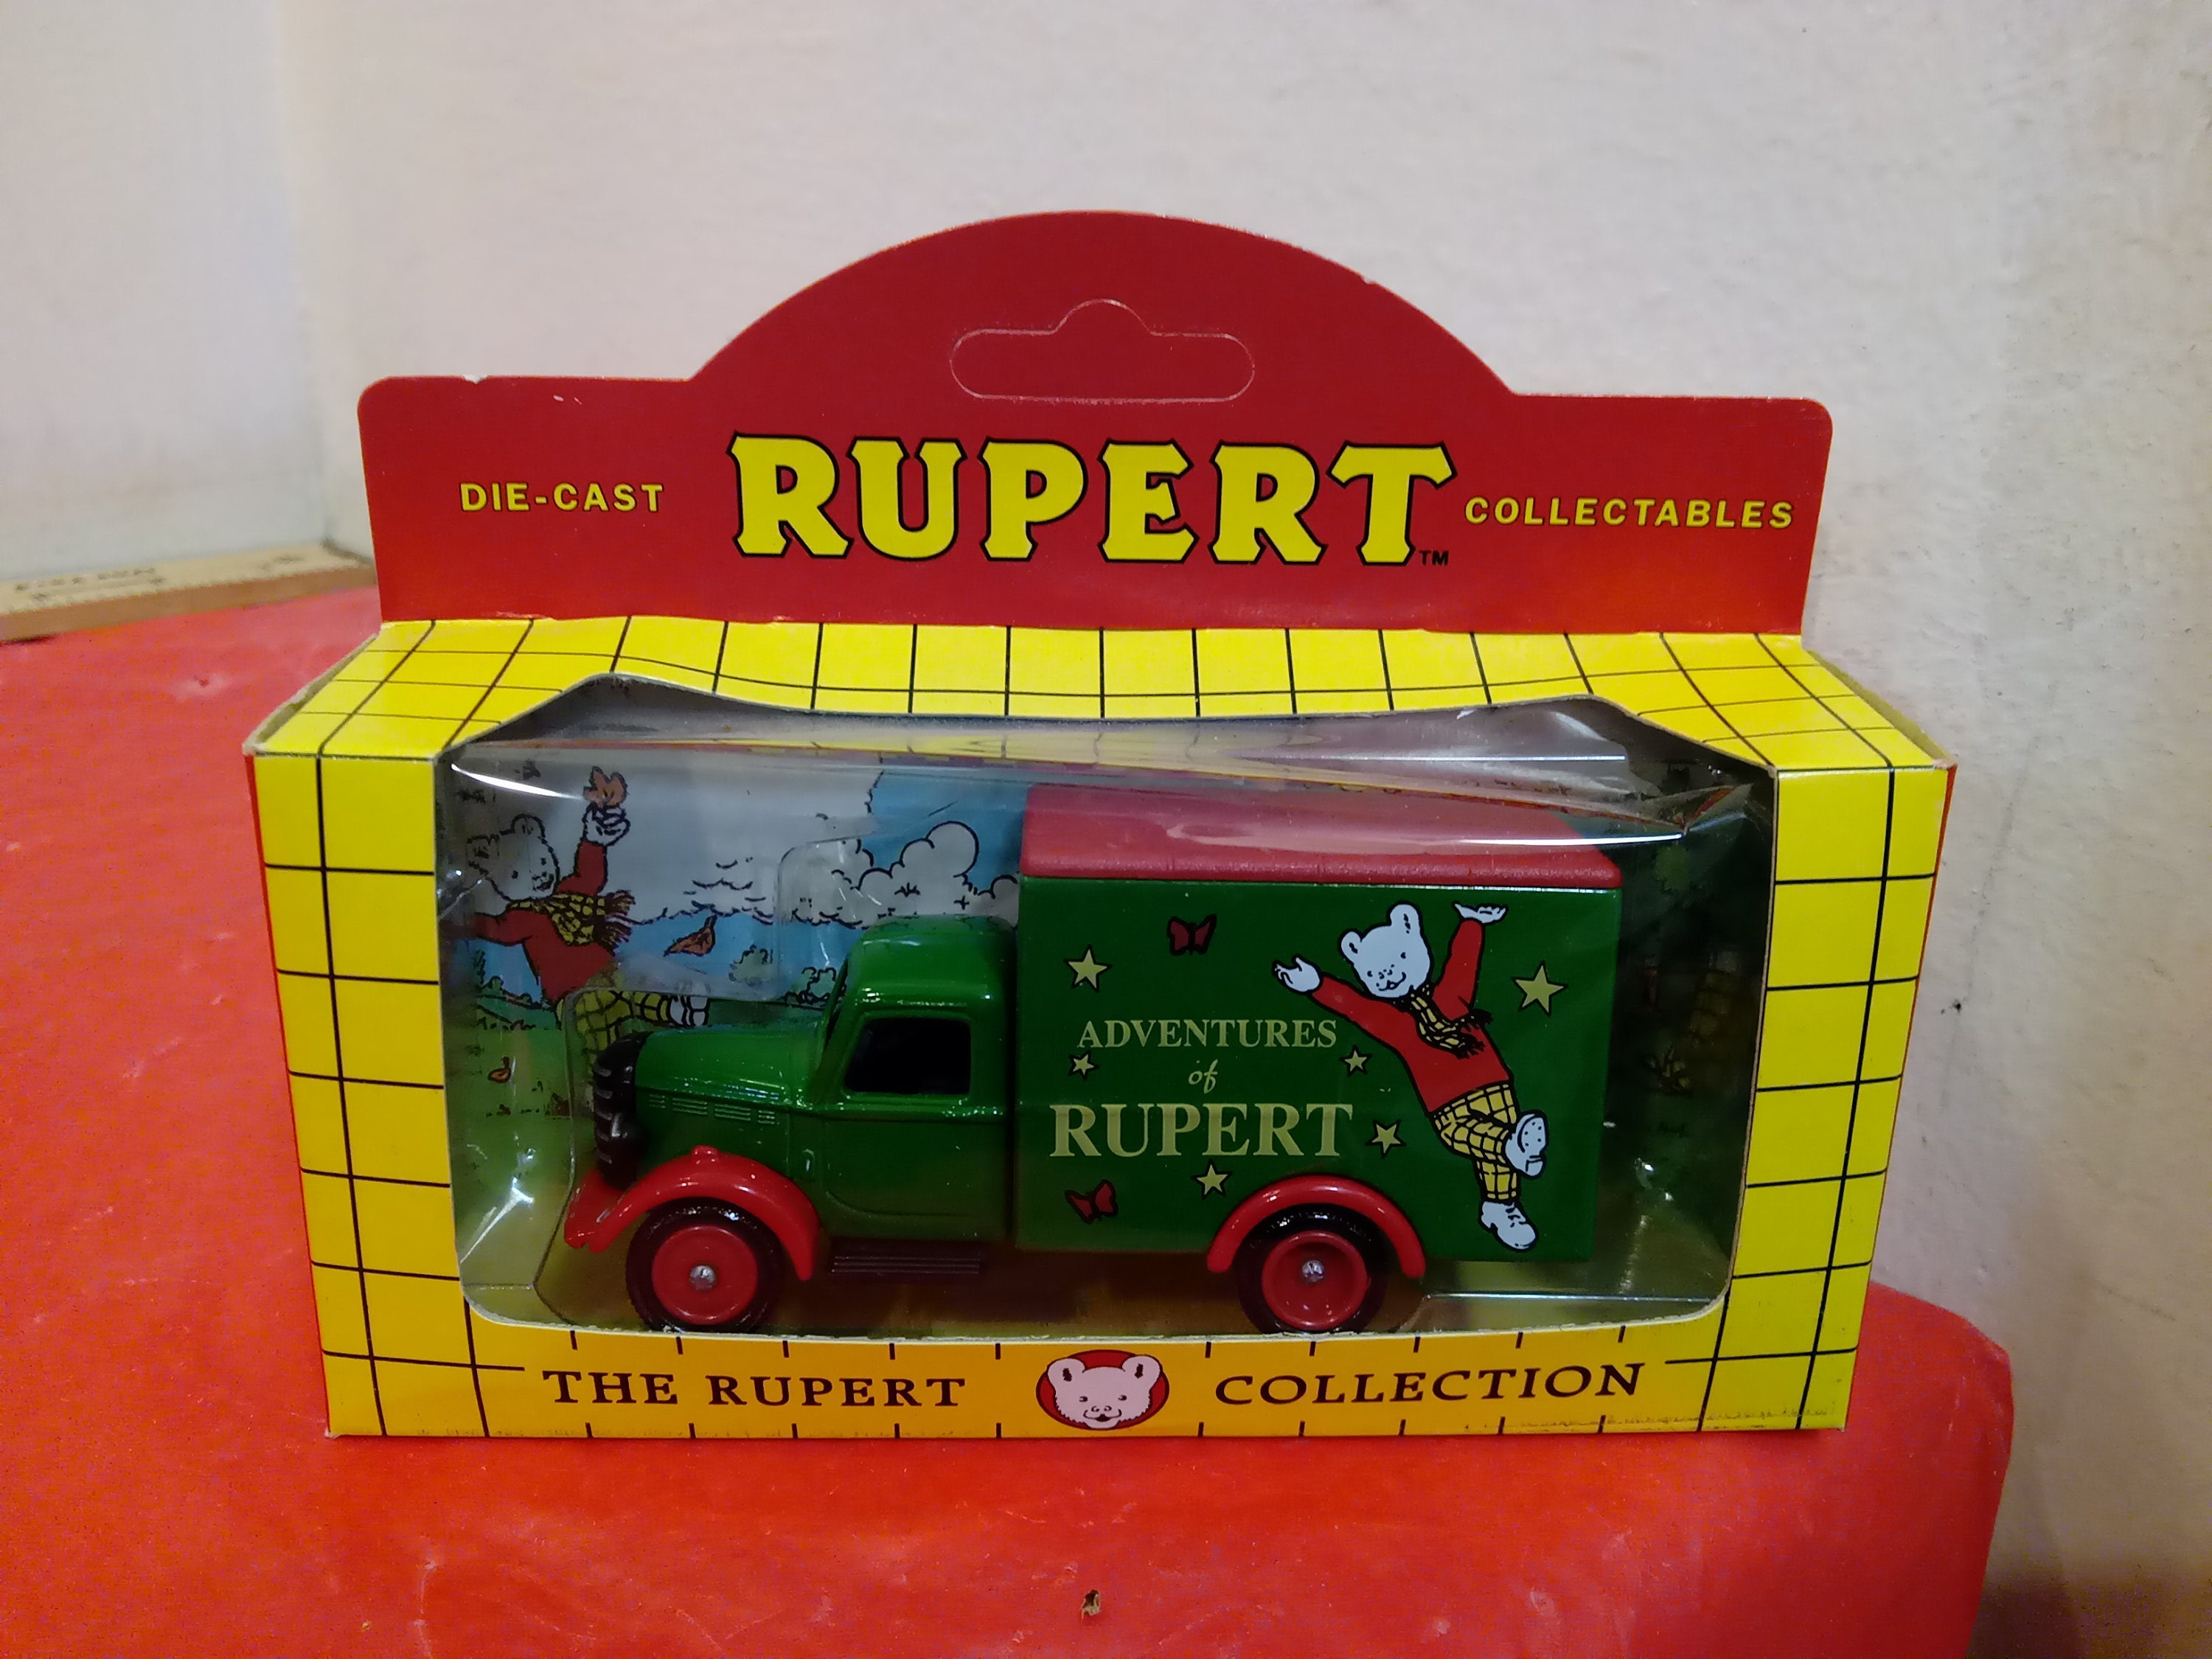 DIE-CAST RUPERT™ COLLECTABLES
ADVENTURES
of
RUPERT
THE RUPERT COLLECTION